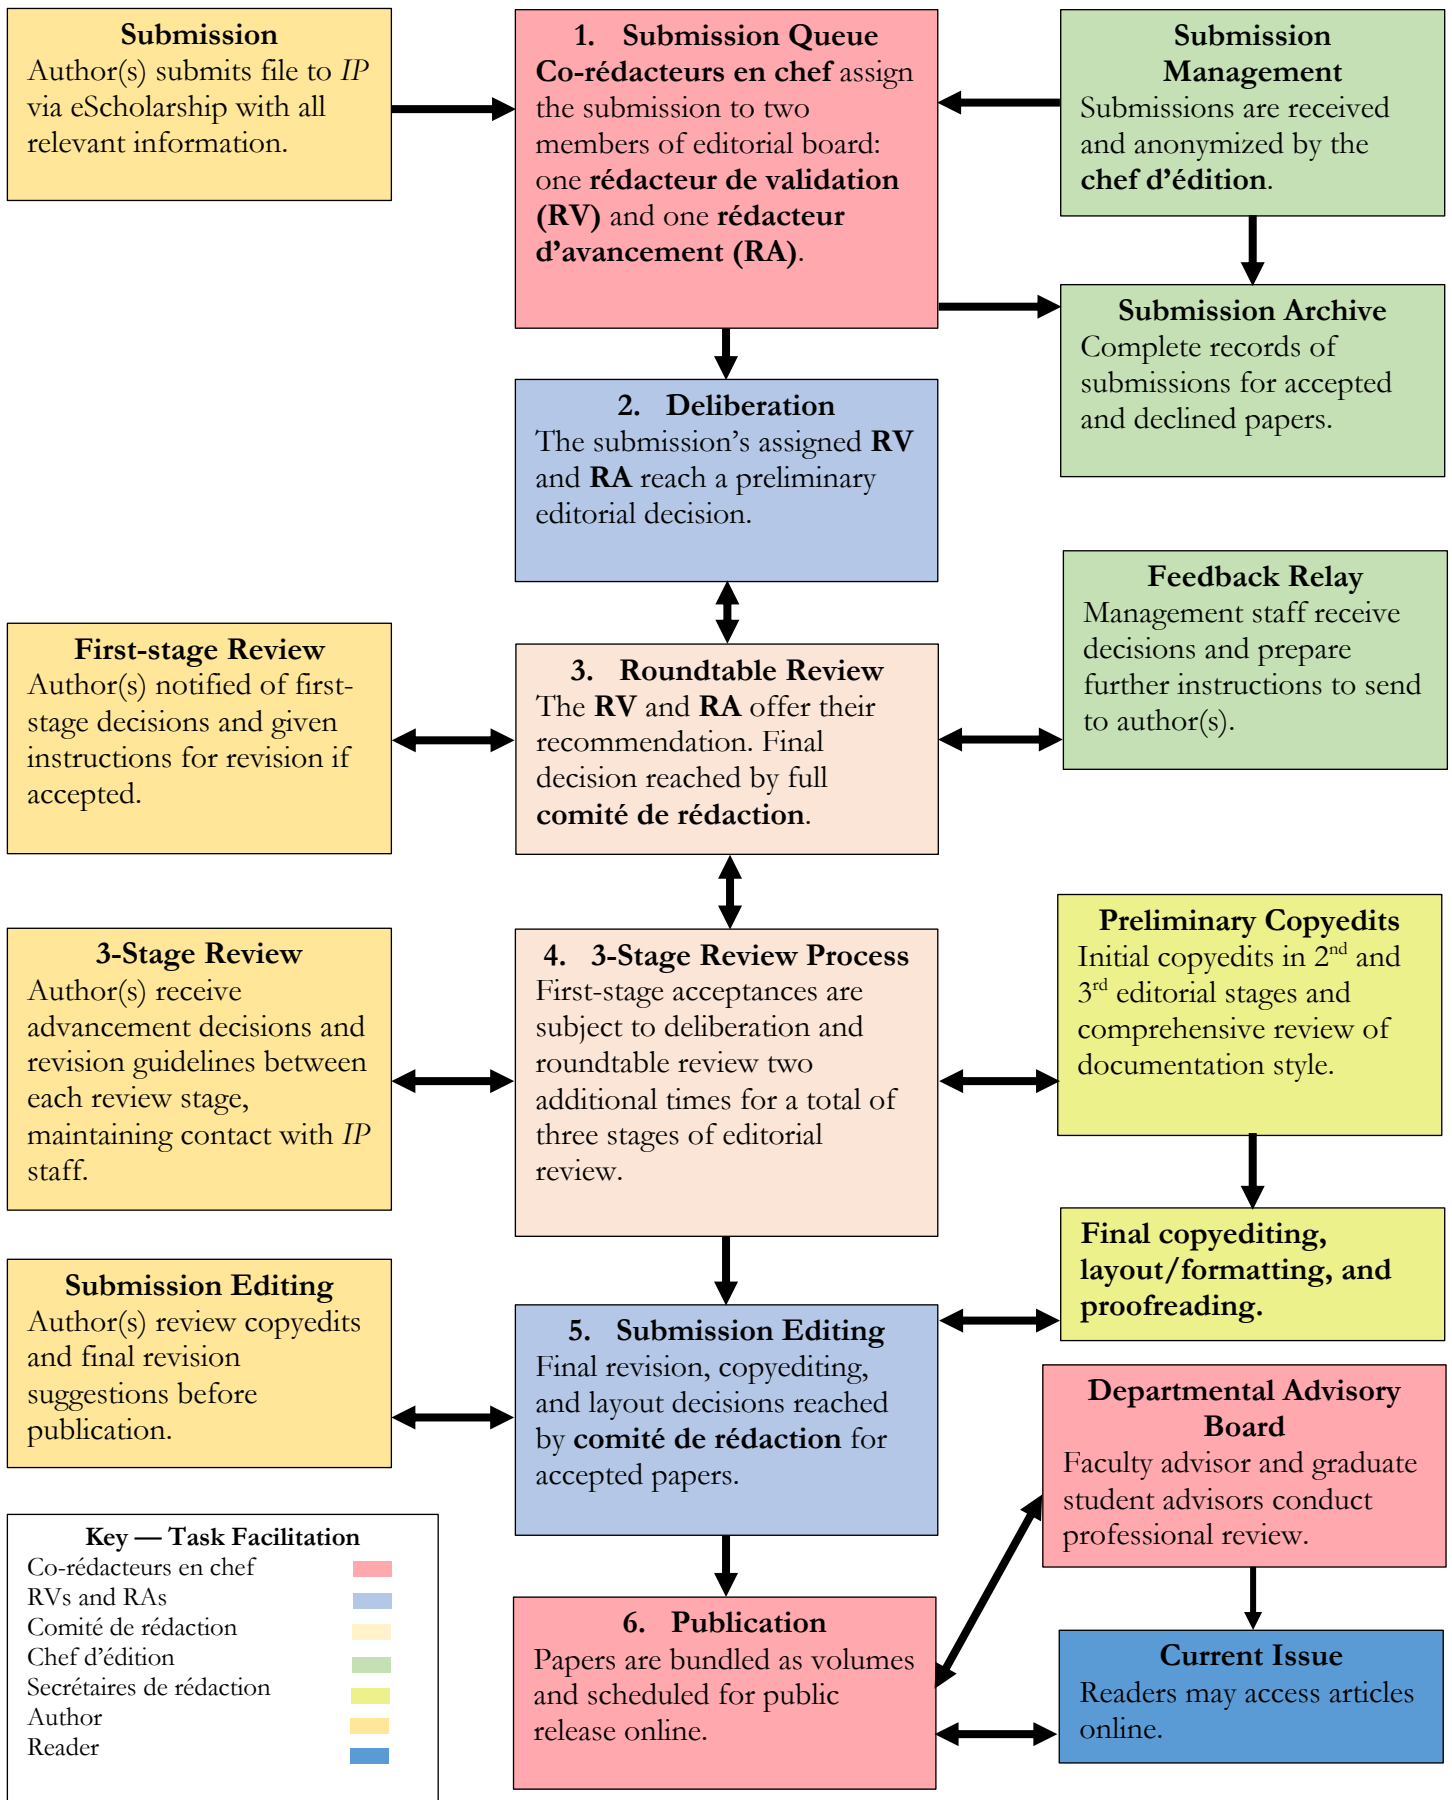 Submission
Author(s) submits file to IP
via eScholarship with all
relevant information.
1. Submission Queue
Co-rédacteurs en chef assign
the submission to two
members of editorial board:
one rédacteur de validation
(RV) and one rédacteur
d’avancement (RA).
Submission
Management
Submissions are received
and anonymized by the
chef d’édition.
Submission Archive
Complete records of
submissions for accepted
and declined papers.
2. Deliberation
The submission’s assigned RV
and RA reach a preliminary
editorial decision.
Feedback Relay
Management staff receive
decisions and prepare
further instructions to send
to author(s).
First-stage Review
Author(s) notified of first-
stage decisions and given
instructions for revision if
accepted.
3. Roundtable Review
The RV and RA offer their
recommendation. Final
decision reached by full
comité de rédaction.
Preliminary Copyedits
Initial copyedits in 2nd and
3rd editorial stages and
comprehensive review of
documentation style.
3-Stage Review
Author(s) receive
advancement decisions and
revision guidelines between
each review stage,
maintaining contact with IP
staff.
4. 3-Stage Review Process
First-stage acceptances are
subject to deliberation and
roundtable review two
additional times for a total of
three stages of editorial
review.
Final copyediting,
layout/formatting, and
proofreading.
Submission Editing
Author(s) review copyedits
and final revision
suggestions before
publication.
5. Submission Editing
Final revision, copyediting,
and layout decisions reached
by comité de rédaction for
accepted papers.
Departmental Advisory
Board
Faculty advisor and graduate
student advisors conduct
professional review.
Key — Task Facilitation
Co-rédacteurs en chef
RVs and RAs
Comité de rédaction
Chef d’édition
Secrétaires de rédaction
Author
Reader
6. Publication
Papers are bundled as volumes
and scheduled for public
release online.
Current Issue
Readers may access articles
online.